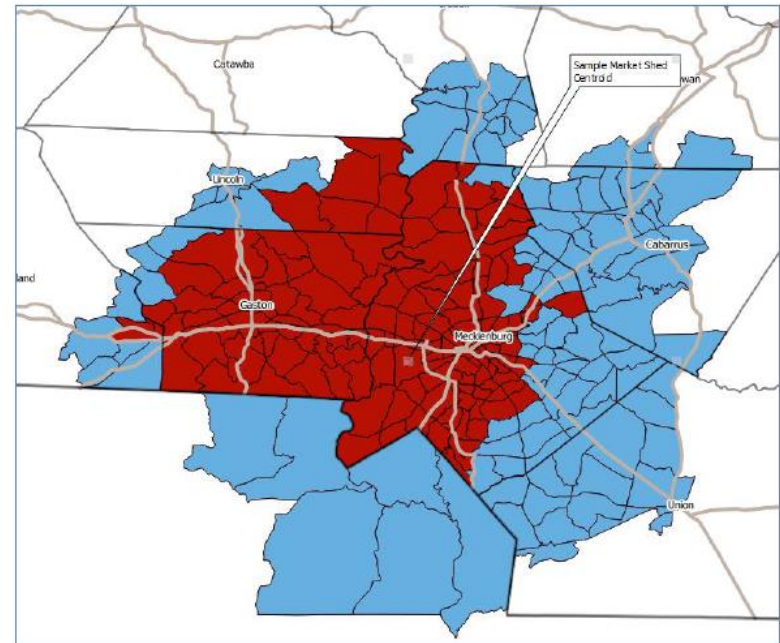 Catawba
Sample Market Shed
Centroid
wan
Lincoln
Cabarrus
land
Gaston
Mecklenburg
Union